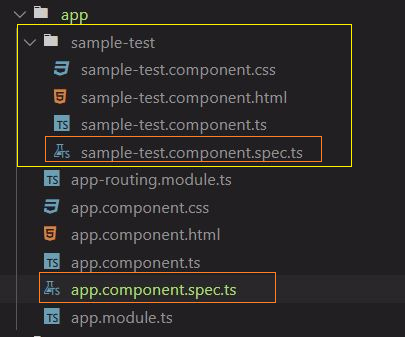 app
sample-test
sample-test.component.css
sample-test.component.html
TS sample-test.component.ts
TS sample-test.component.spec.ts
TS app-routing.module.ts
app.component.css
app.component.html
TS app.component.ts
TS app.component.spec.ts
TS app.module.ts